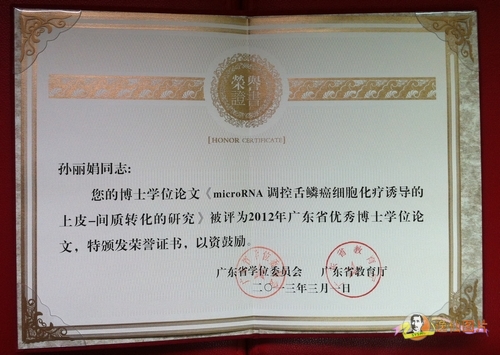 榮譽
證書
[HONOR CERTIFICATE]
孙丽娟同志：
您的博士学位论文《microRNA 调控舌鳞癌细胞化疗诱导的
上皮-间质转化的研究》被评为2012年广东省优秀博士学位论
文，特颁发荣誉证书，以资鼓励。
广东省学位委员会 广东省教育厅
二〇一三年三月一日